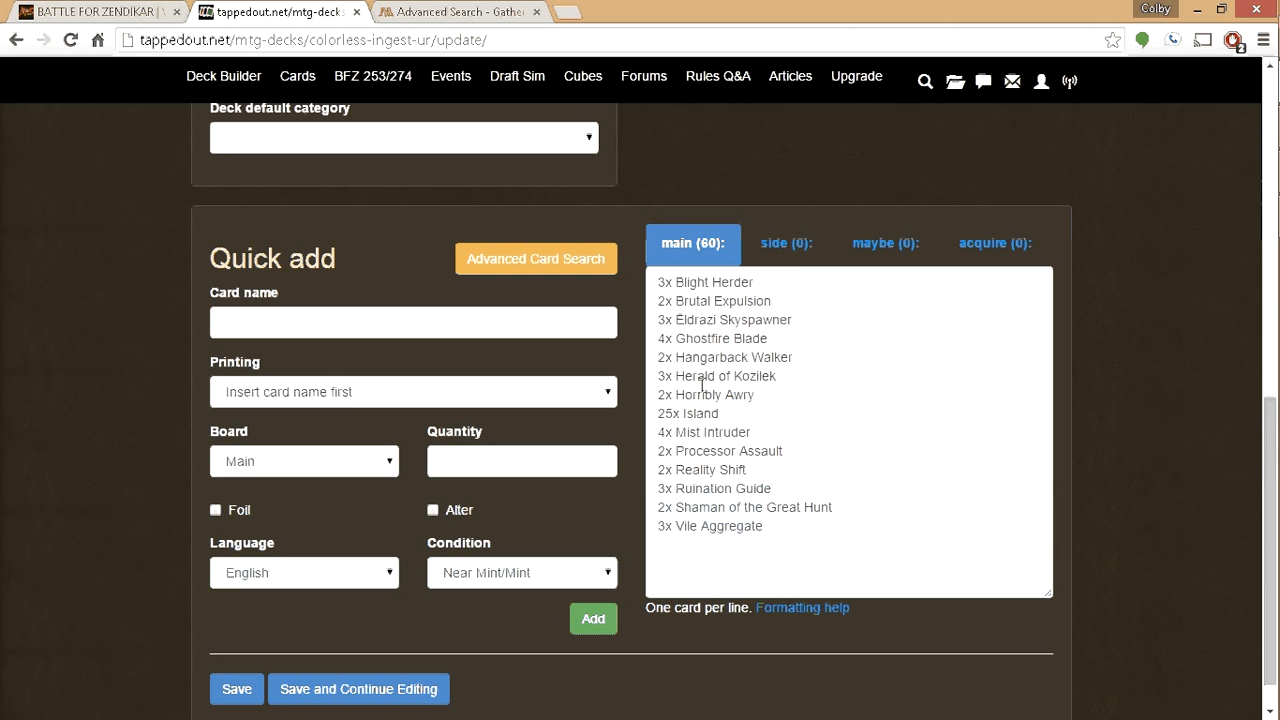 BATTLE FOR ZENDIKAR |
tappedout.net/mtg-decks
Advanced Search - Gathe
Colby
tappedout.net/mtg-decks/colorless-ingest-ur/update/
2
Deck Builder Cards BFZ 253/274 Events Draft Sim Cubes Forums Rules Q&A Articles Upgrade
Deck default category
Quick add
Advanced Card Search
Card name
Printing
Insert card name first
Board Quantity
Main
Foil Alter
Language Condition
English Near Mint/Mint
Add
main (60): side (0): maybe (0): acquire (0):
3x Blight Herder
2x Brutal Expulsion
3x Eldrazi Skyspawner
4x Ghostfire Blade
2x Hangarback Walker
3x Herald of Kozilek
2x Horribly Awry
25x Island
4x Mist Intruder
2x Processor Assault
2x Reality Shift
3x Ruination Guide
2x Shaman of the Great Hunt
3x Vile Aggregate
One card per line. Formatting help
Save Save and Continue Editing